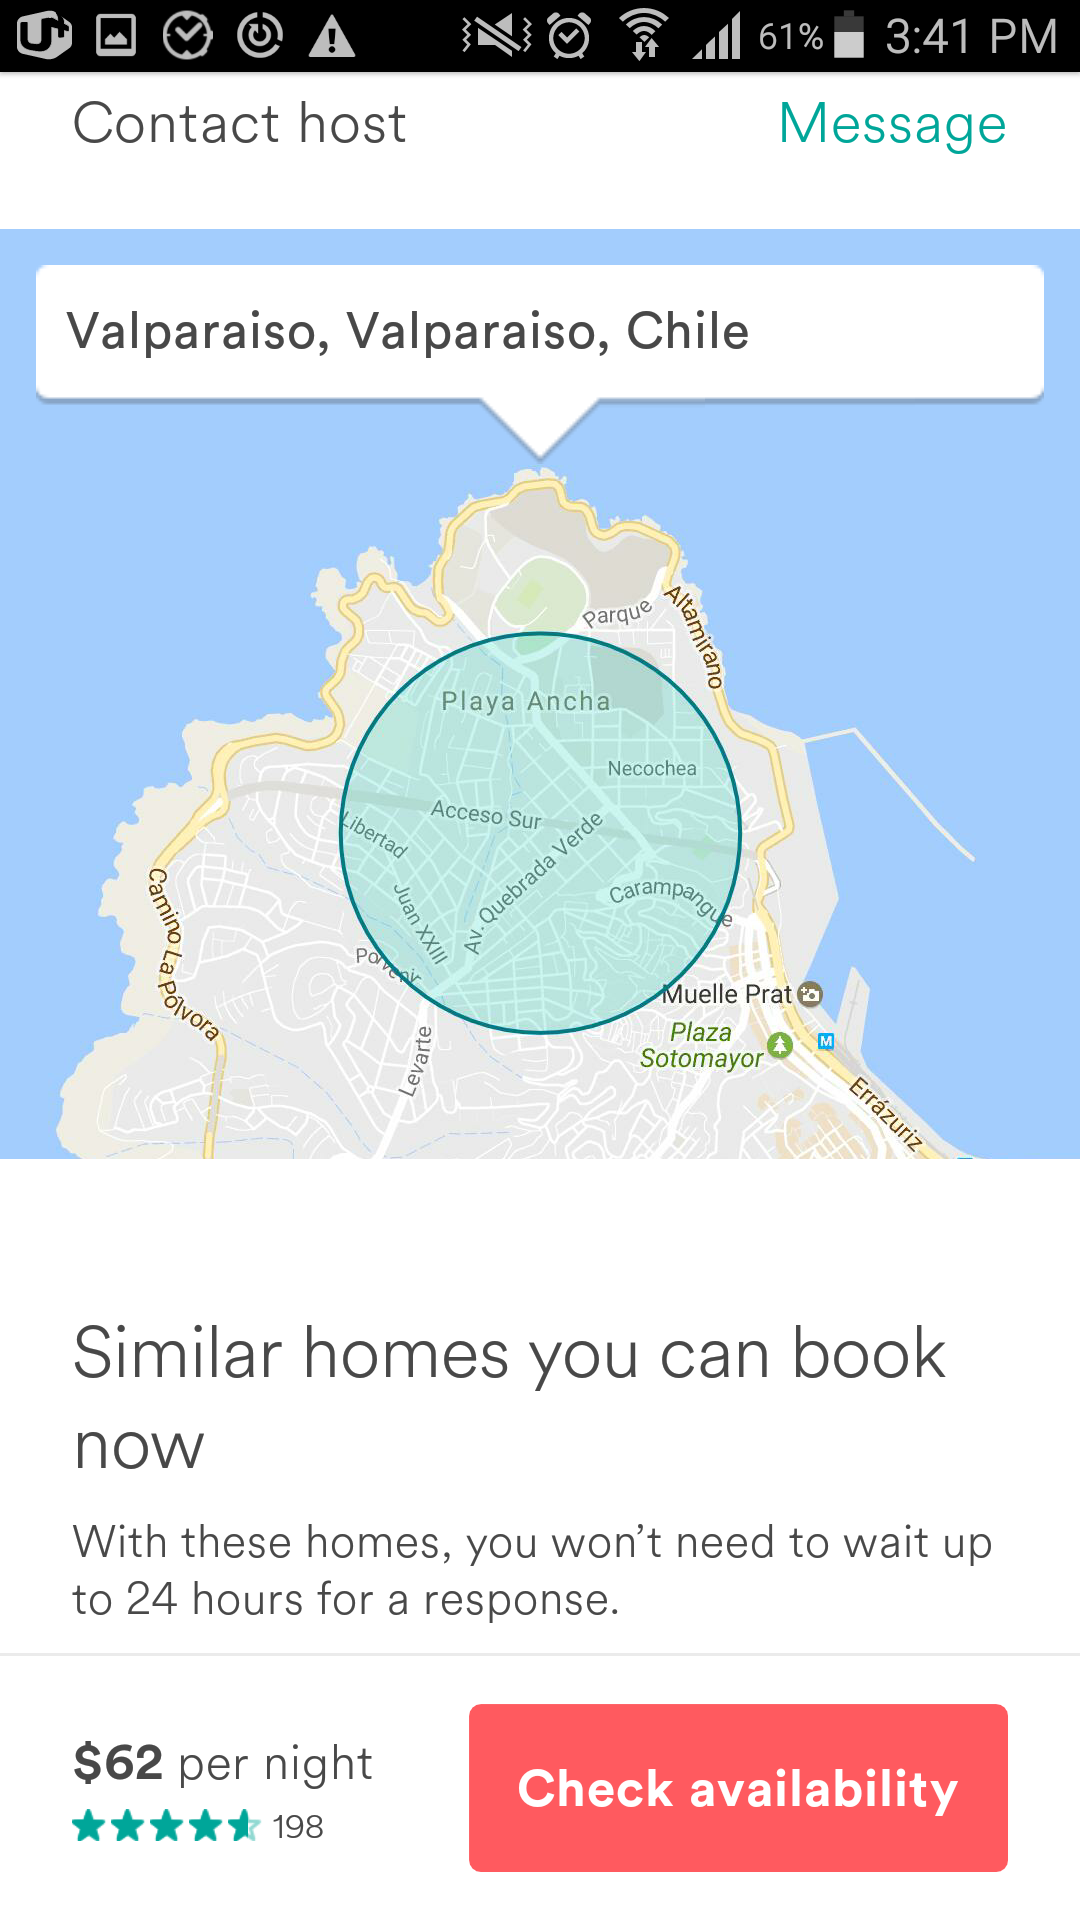 61% 3:41 PM
Contact host Message
Valparaiso, Valparaiso, Chile
Parque
Altamirano
Playa Ancha
Necochea
Acceso Sur
Libertad
Av. Quebrada Verde
Carampangue
Juan XXIII
Camino La Pólvora
Porvenir
Muelle Prat
Plaza
Sotomayor
M
Levarte
Errázuriz
Similar homes you can book
now
With these homes, you won’t need to wait up
to 24 hours for a response.
$62 per night
Check availability
198